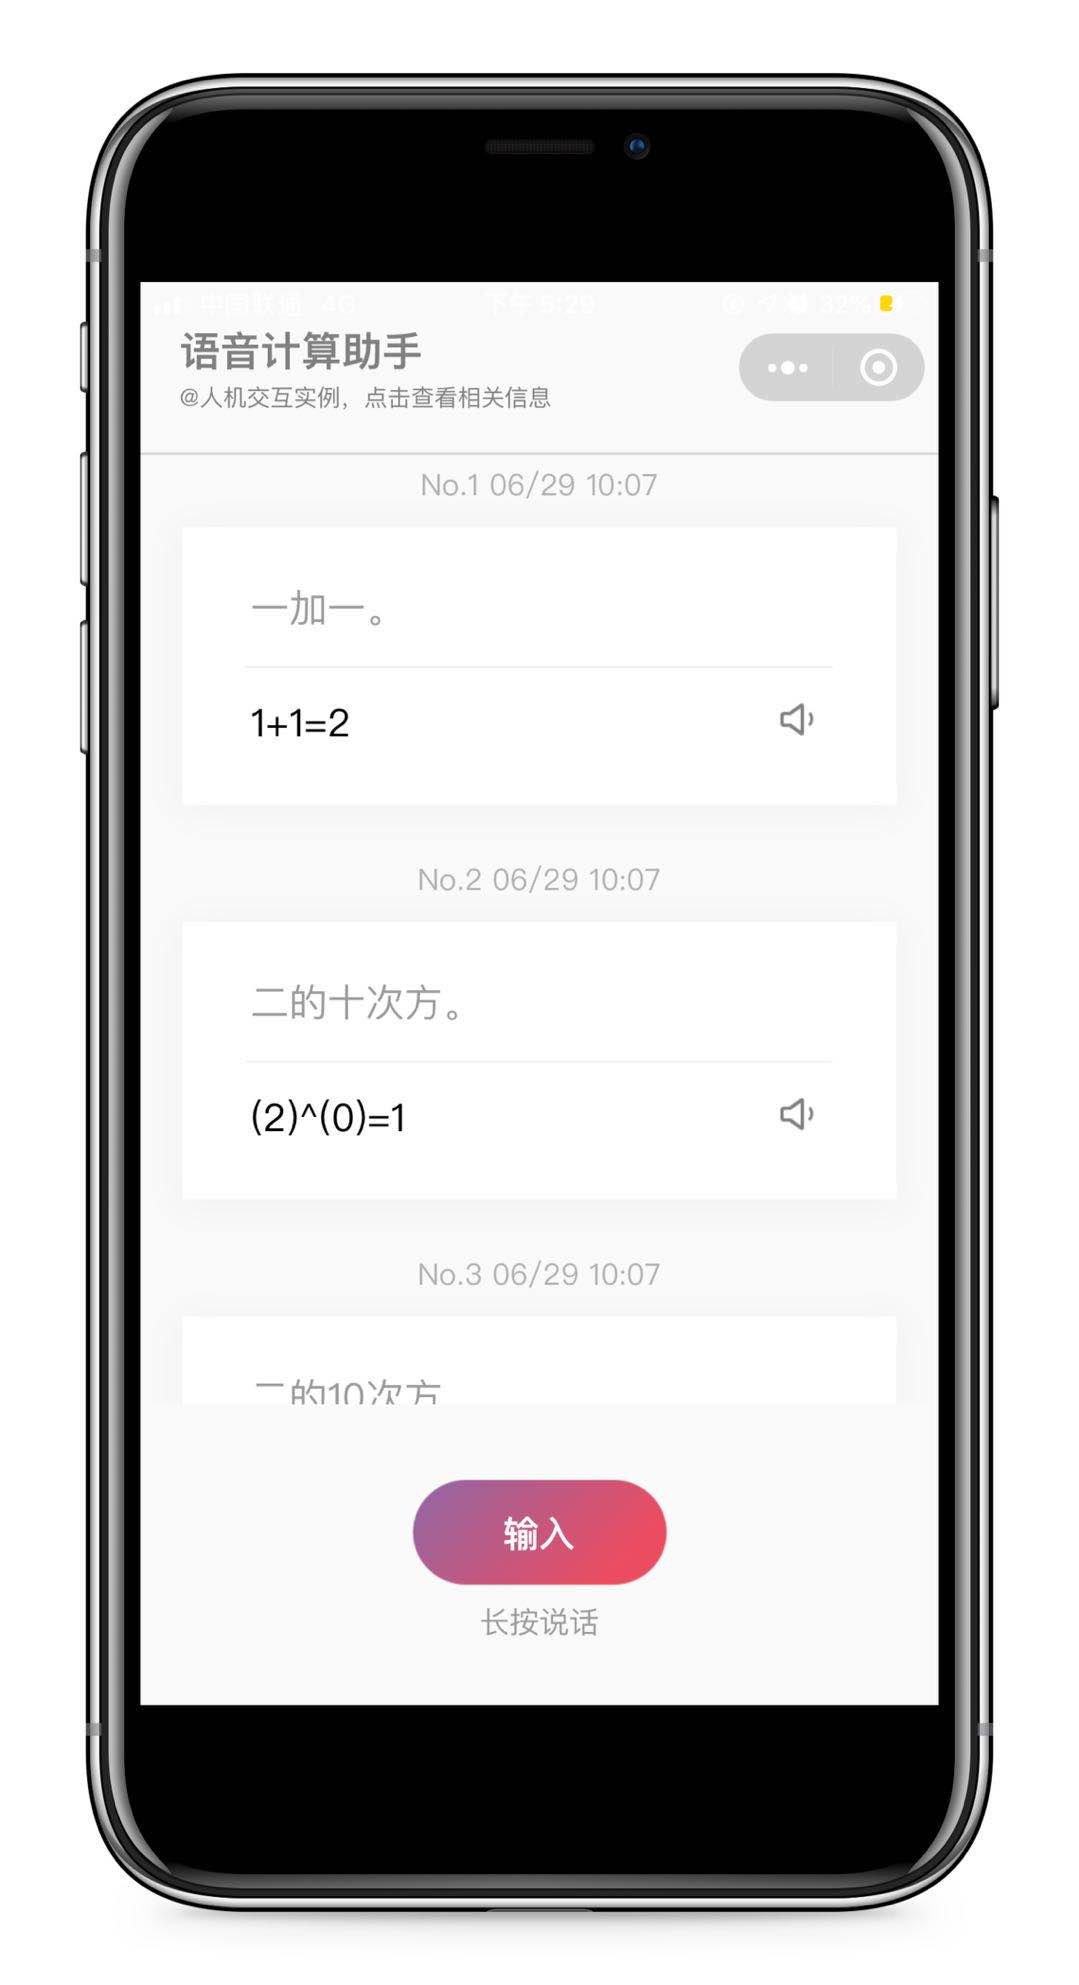 中国联通 4G 下午 5:29 32%
语音计算助手
@人机交互实例，点击查看相关信息
No.1 06/29 10:07
一加一。
1+1=2
No.2 06/29 10:07
二的十次方。
(2)^(0)=1
No.3 06/29 10:07
二的10次方
输入
长按说话